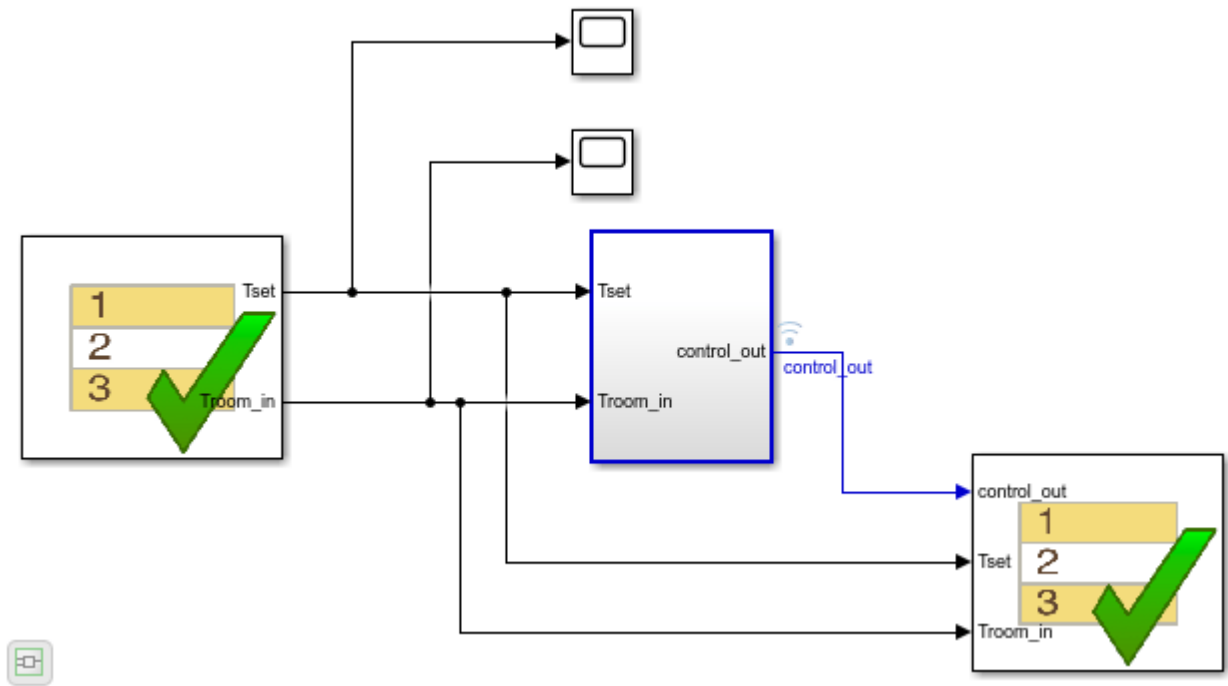 Tset
1
2
3
Troom_in
Tset
control_out
Troom_in
control_out
control_out
1
Tset
2
3
Troom_in